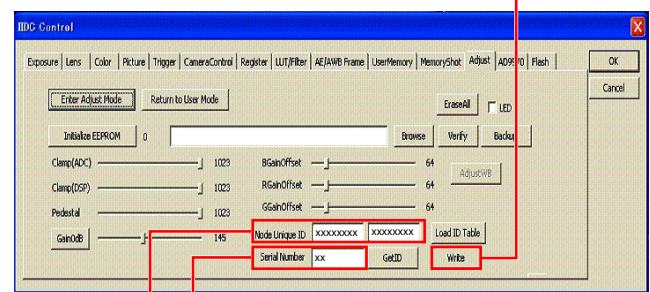 IIDC Control
Exposure Lens Color Picture Trigger CameraControl Register LUT/Filter AE/AWB Frame UserMemory MemoryShot Adjust AD9970 Flash
OK
Enter Adjust Mode Return to User Mode EraseAll LED Cancel
Initialize EEPROM 0 Browse Verify Backup
Clamp(ADC) 1023 BGainOffset 64
AdjustWB
Clamp(DSP) 1023 RGainOffset 64
Pedestal 1023 GGainOffset 64
Gain0dB 145 Node Unique ID xxxxxxxx xxxxxxxx Load ID Table
Serial Number xx GetID Write